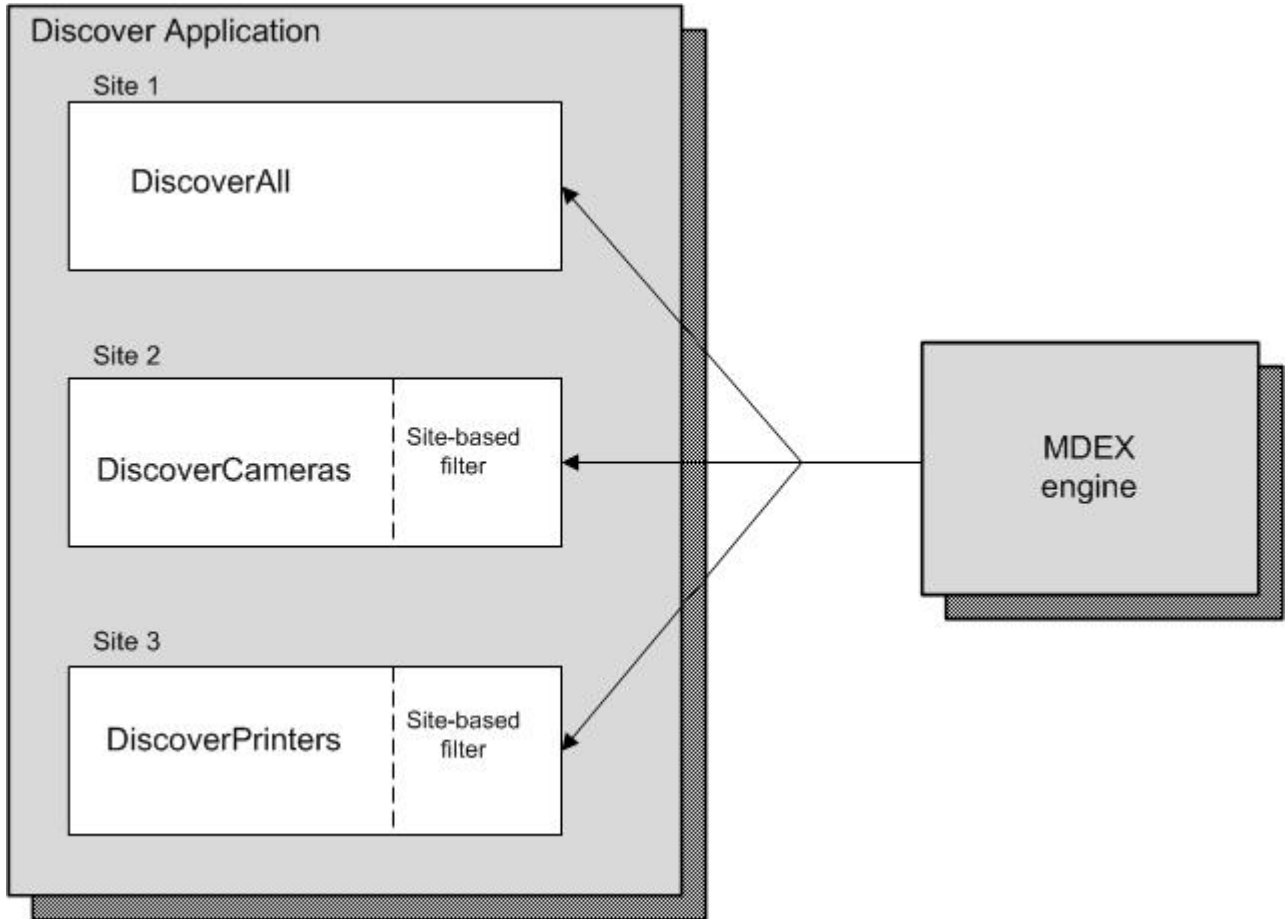 Discover Application
Site 1
DiscoverAll
Site 2
DiscoverCameras
Site-based
filter
Site 3
DiscoverPrinters
Site-based
filter
MDEX
engine